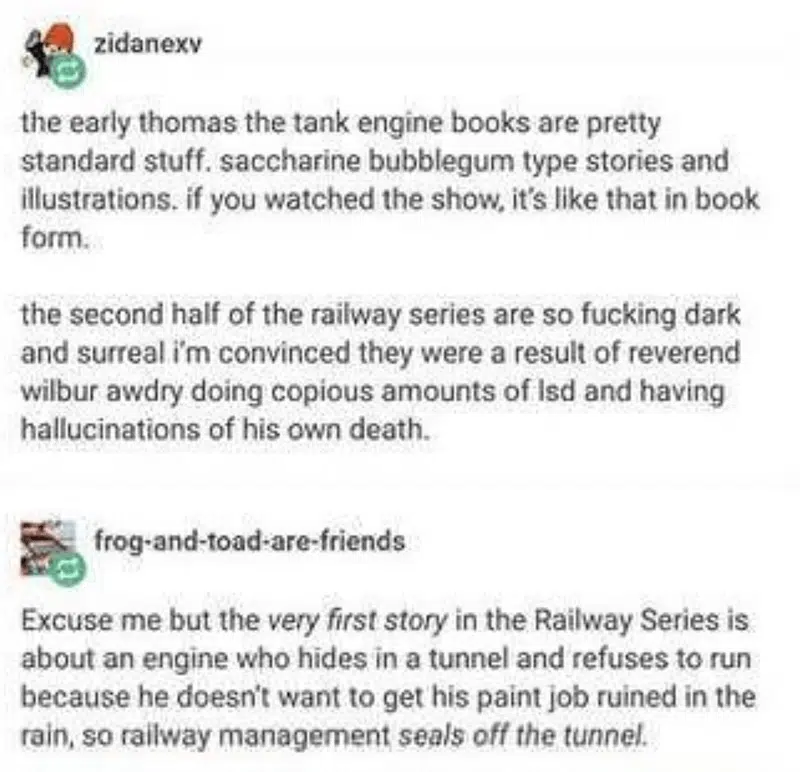 zidanexv
the early thomas the tank engine books are pretty
standard stuff. saccharine bubblegum type stories and
illustrations. if you watched the show, it's like that in book
form.
the second half of the railway series are so fucking dark
and surreal i'm convinced they were a result of reverend
wilbur awdry doing copious amounts of lsd and having
hallucinations of his own death.
frog-and-toad-are-friends
Excuse me but the very first story in the Railway Series is
about an engine who hides in a tunnel and refuses to run
because he doesn't want to get his paint job ruined in the
rain, so railway management seals off the tunnel.